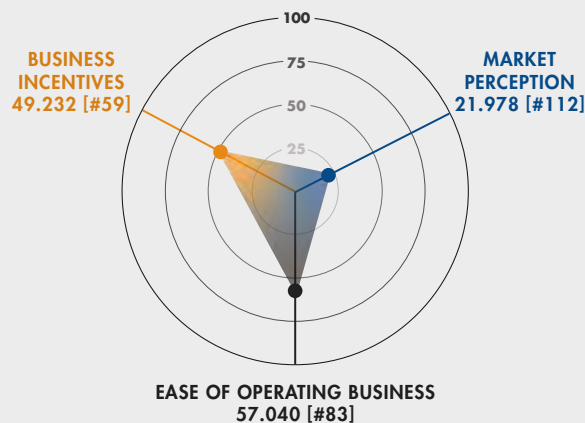 100
75
50
25
BUSINESS
INCENTIVES
49.232 [#59]
MARKET
PERCEPTION
21.978 [#112]
EASE OF OPERATING BUSINESS
57.040 [#83]